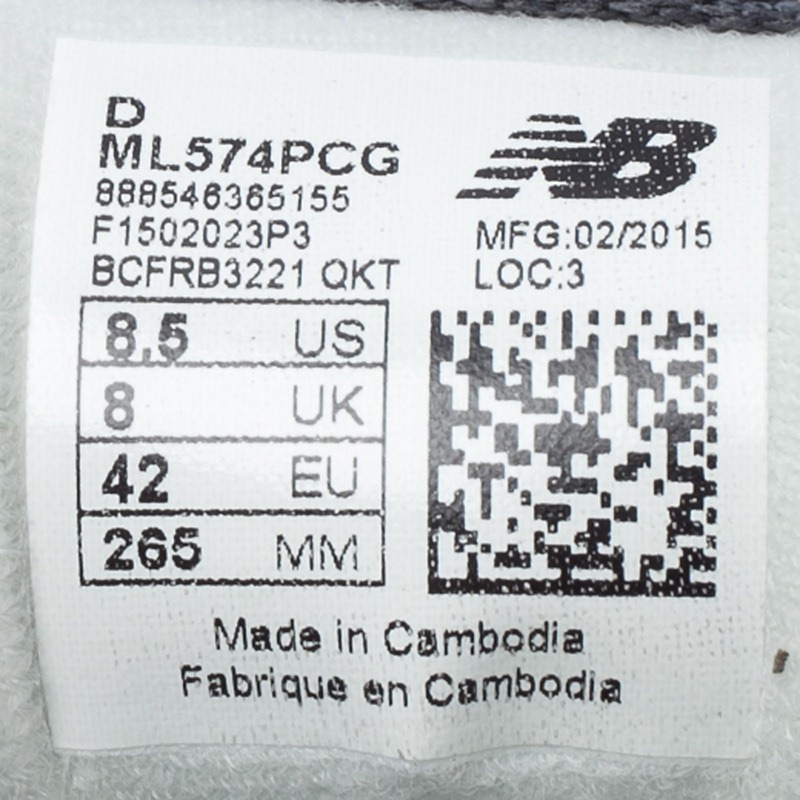 D
ML574PCG
888546365155
F1502023P3
BCFRB3221 QKT
NB
MFG:02/2015
LOC:3
8.5 US
8 UK
42 EU
265 MM
Made in Cambodia
Fabrique en Cambodia